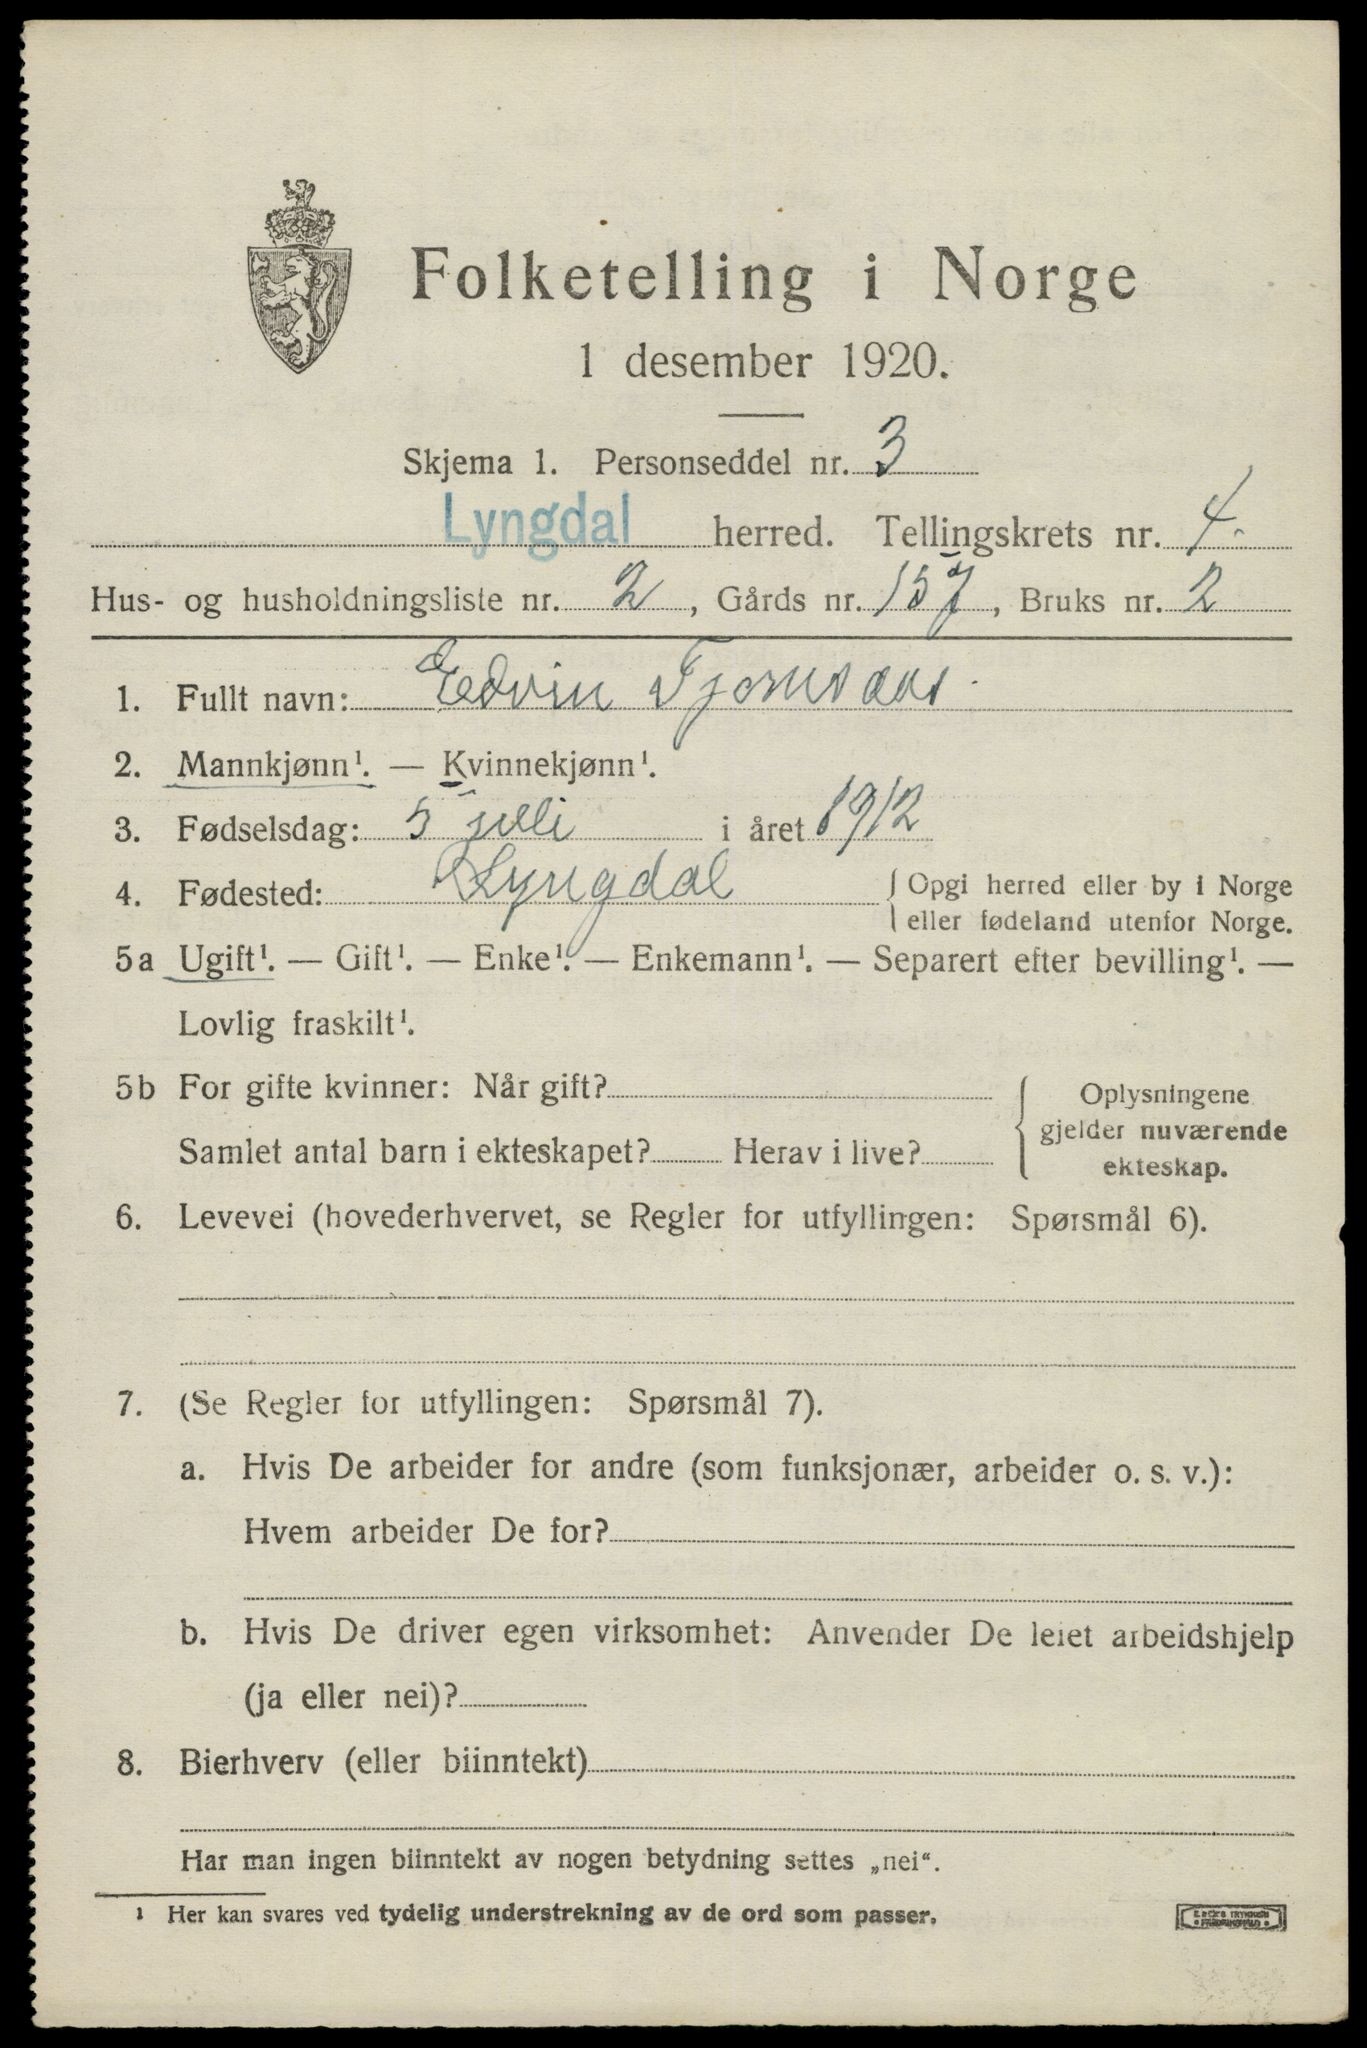 Folketelling i Norge
1 desember 1920.
Skjema 1. Personseddel nr. 3
Lyngdal herred. Tellingskrets nr. 4.
Hus- og husholdningsliste nr. 2, Gårds nr. 157, Bruks nr. 2
1. Fullt navn: Edvin
2. Mannkjønn¹. — Kvinnekjønn¹.
3. Fødselsdag: 5 juli i året 1912
4. Fødested: Lyngdal { Opgi herred eller by i Norge
eller fødeland utenfor Norge.
5a Ugift¹. — Gift¹. — Enke¹. — Enkemann¹. — Separert efter bevilling¹. —
Lovlig fraskilt¹.
5b For gifte kvinner: Når gift?
Samlet antal barn i ekteskapet? Herav i live?
{ Oplysningene
gjelder nuværende
ekteskap.
6. Levevei (hovederhvervet, se Regler for utfyllingen: Spørsmål 6).
7. (Se Regler for utfyllingen: Spørsmål 7).
a. Hvis De arbeider for andre (som funksjonær, arbeider o. s. v.):
Hvem arbeider De for?
b. Hvis De driver egen virksomhet: Anvender De leiet arbeidshjelp
(ja eller nei)?
8. Bierhverv (eller biinntekt)
Har man ingen biinntekt av nogen betydning settes „nei“.
¹ Her kan svares ved tydelig understrekning av de ord som passer.